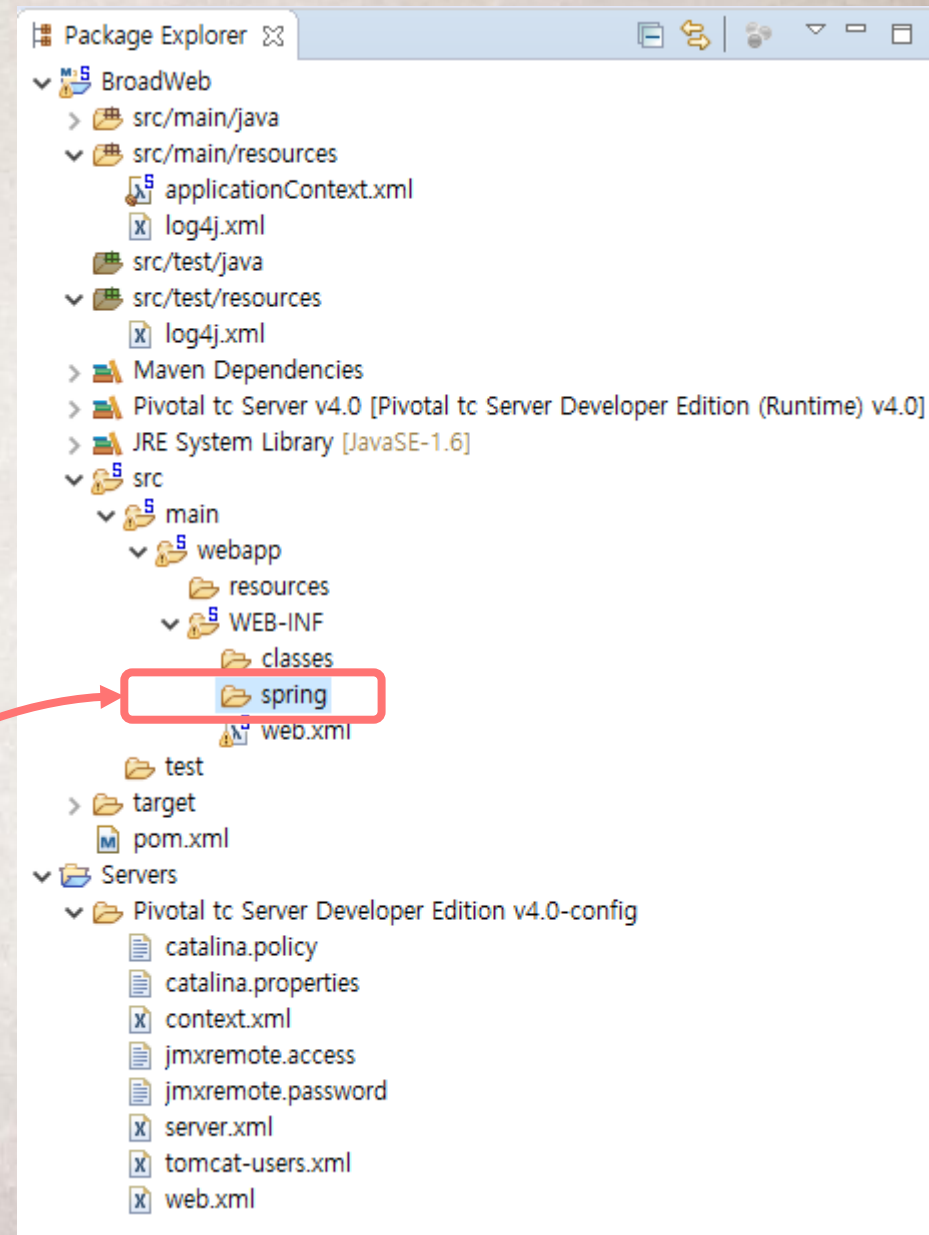 Package Explorer
BroadWeb
src/main/java
src/main/resources
applicationContext.xml
log4j.xml
src/test/java
src/test/resources
log4j.xml
Maven Dependencies
Pivotal tc Server v4.0 [Pivotal tc Server Developer Edition (Runtime) v4.0]
JRE System Library [JavaSE-1.6]
src
main
webapp
resources
WEB-INF
classes
spring
web.xml
test
target
pom.xml
Servers
Pivotal tc Server Developer Edition v4.0-config
catalina.policy
catalina.properties
context.xml
jmxremote.access
jmxremote.password
server.xml
tomcat-users.xml
web.xml